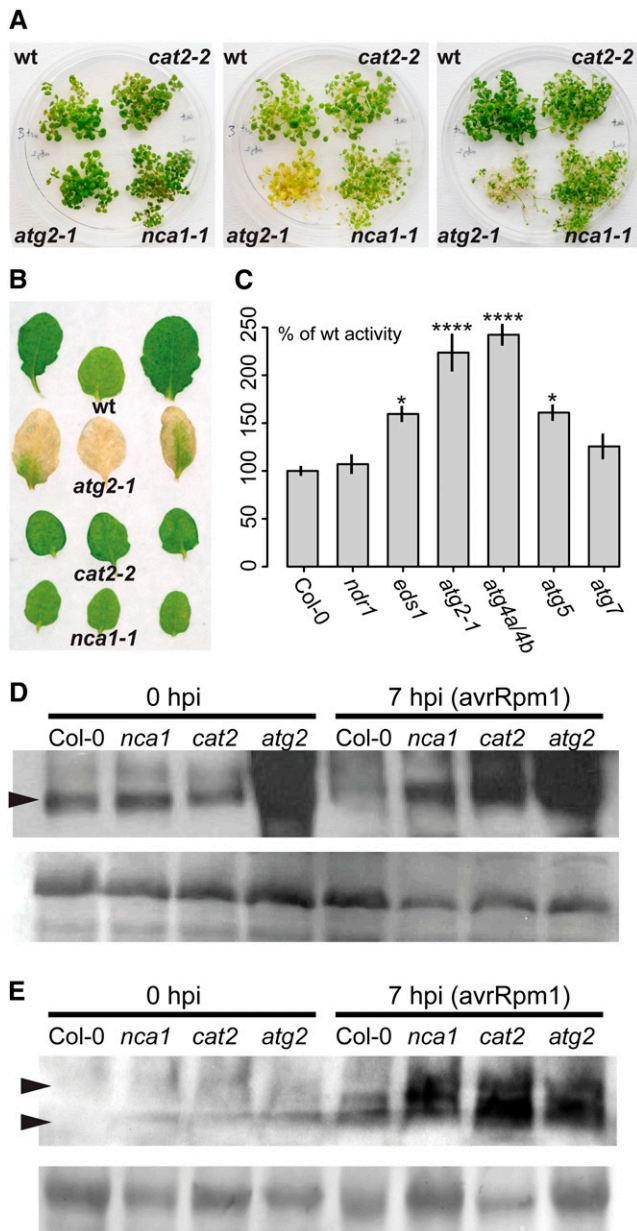 A
wt cat2-2
atg2-1 nca1-1
wt cat2-2
atg2-1 nca1-1
wt cat2-2
atg2-1 nca1-1
B
wt
atg2-1
cat2-2
nca1-1
C
% of wt activity
250
200
150
100
50
0
* **** **** *
Col-0 ndr1 eds1 atg2-1 atg4a/4b atg5 atg7
D
0 hpi 7 hpi (avrRpm1)
Col-0 nca1 cat2 atg2 Col-0 nca1 cat2 atg2
E
0 hpi 7 hpi (avrRpm1)
Col-0 nca1 cat2 atg2 Col-0 nca1 cat2 atg2